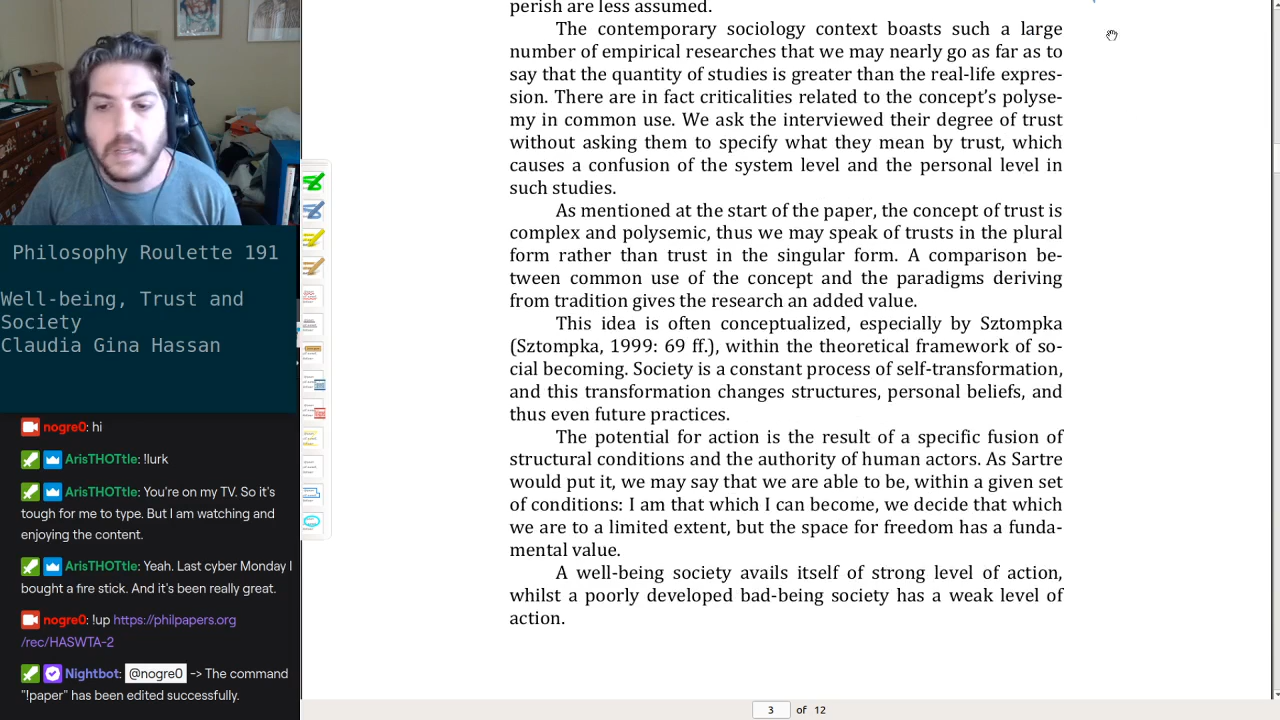 Philosophy Roulette 191
Well-being, Trust and
Society
Claudia Gina Hassan
nogre0: hi
ArisTHOTtle: !lurk
ArisTHOTtle: You're on my TV. So it's
tough for me to type. But I am watching and
enjoying the content.
ArisTHOTtle: Yeah. Last cyber Monday I
bought a fire stick. And it's been really great.
nogre0: !up https://philpapers.org
/rec/HASWTA-2
Nightbot: @nogre0 -> The command
"!paper" has been edited successfully.
perish are less assumed.
The contemporary sociology context boasts such a large
number of empirical researches that we may nearly go as far as to
say that the quantity of studies is greater than the real-life expres-
sion. There are in fact criticalities related to the concept's polyse-
my in common use. We ask the interviewed their degree of trust
without asking them to specify what they mean by trust, which
causes a confusion of the system level and the personal level in
such studies.
As mentioned at the start of the paper, the concept of trust is
complex and polysemic, thus we may speak of trusts in the plural
form rather than trust in the singular form. A comparison be-
tween common use of the concept and the paradigms arising
from tradition gives the research an added value.
The idea of trust actually espoused by Sztompka
(Sztompka, 1999: 69 ff.), within the theoretical framework of so-
cial becoming. Society is a constant process of self-transformation,
and the transformation changes structures, personal beliefs, and
thus even future practices.
The potential for action is the result of a specific fusion of
structural conditions and the authority of human actors. As Sartre
would put it, we may say that we are able to be, within a given set
of conditions: I am that which I can become, we decide that which
we are to a limited extent, but the space for freedom has funda-
mental value.
A well-being society avails itself of strong level of action,
whilst a poorly developed bad-being society has a weak level of
action.
3 of 12